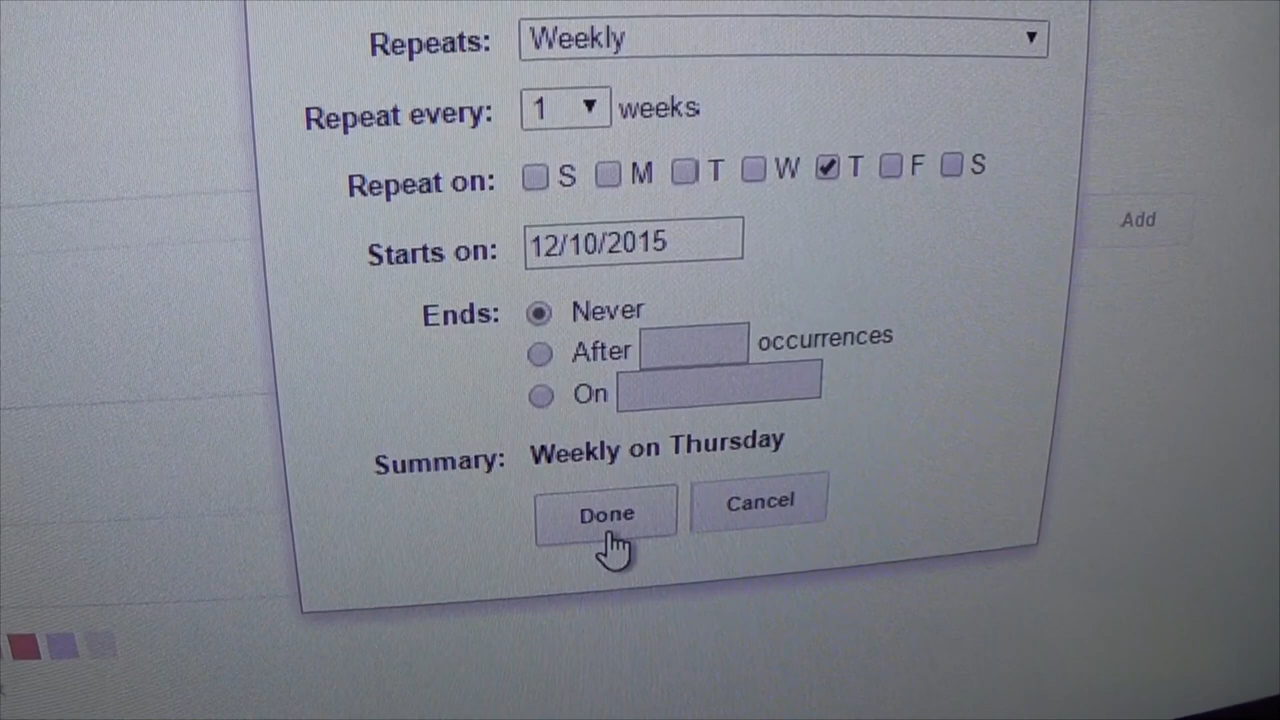 Repeats: Weekly
Repeat every: 1 weeks
Repeat on: S M T W T F S
Add
Starts on: 12/10/2015
Ends: Never
After occurrences
On
Summary: Weekly on Thursday
Done Cancel